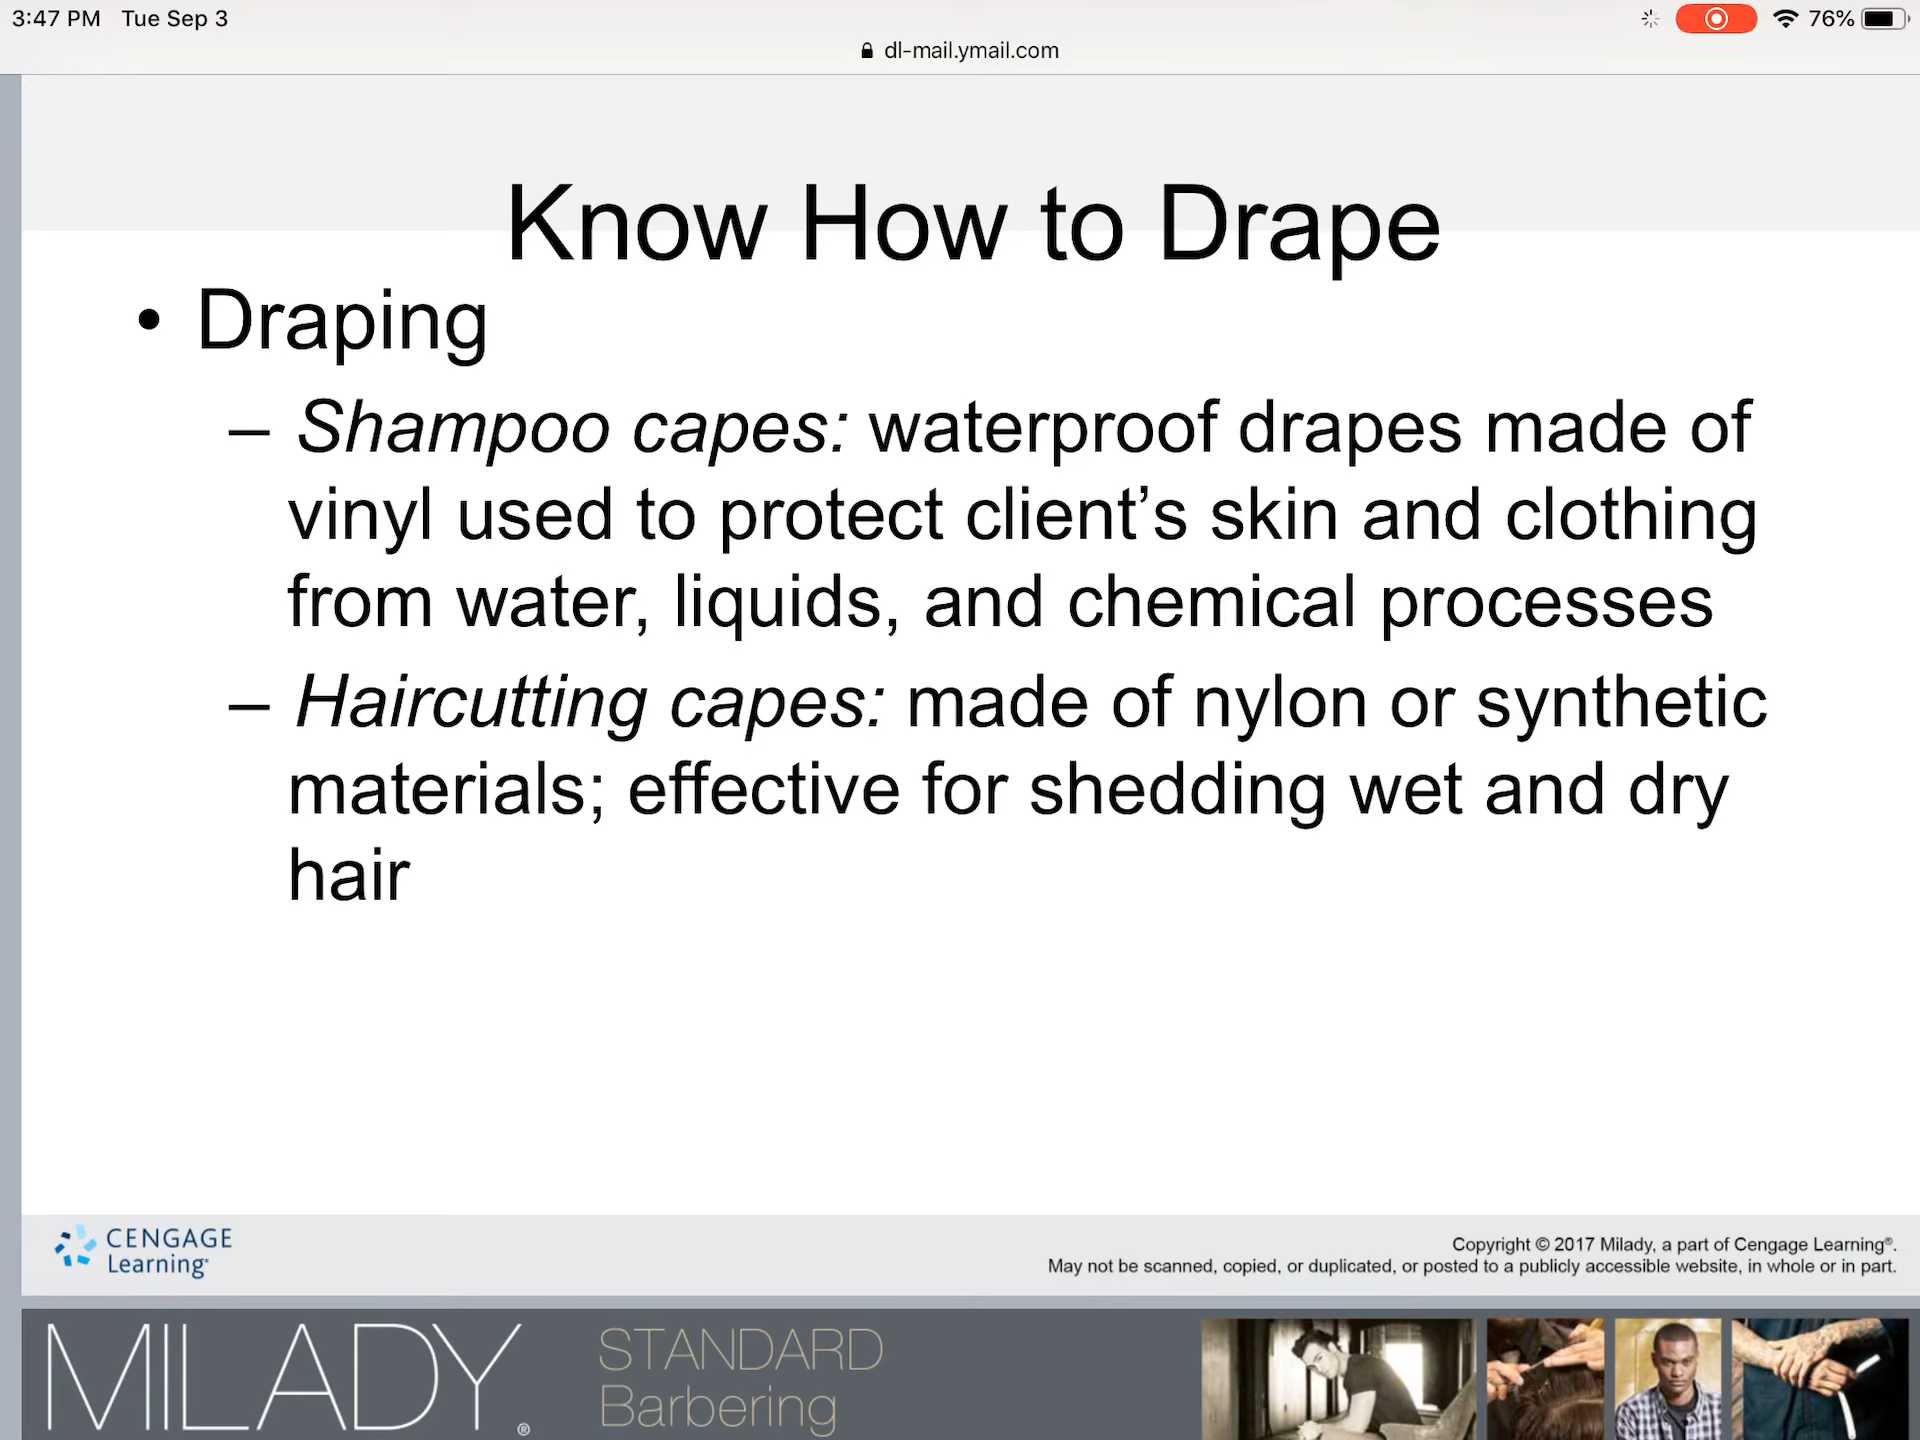 3:47 PM Tue Sep 3
76%
dl-mail.ymail.com
Know How to Drape
• Draping
– Shampoo capes: waterproof drapes made of
vinyl used to protect client’s skin and clothing
from water, liquids, and chemical processes
– Haircutting capes: made of nylon or synthetic
materials; effective for shedding wet and dry
hair
CENGAGE
Learning®
Copyright © 2017 Milady, a part of Cengage Learning®.
May not be scanned, copied, or duplicated, or posted to a publicly accessible website, in whole or in part.
MILADY®
STANDARD
Barbering